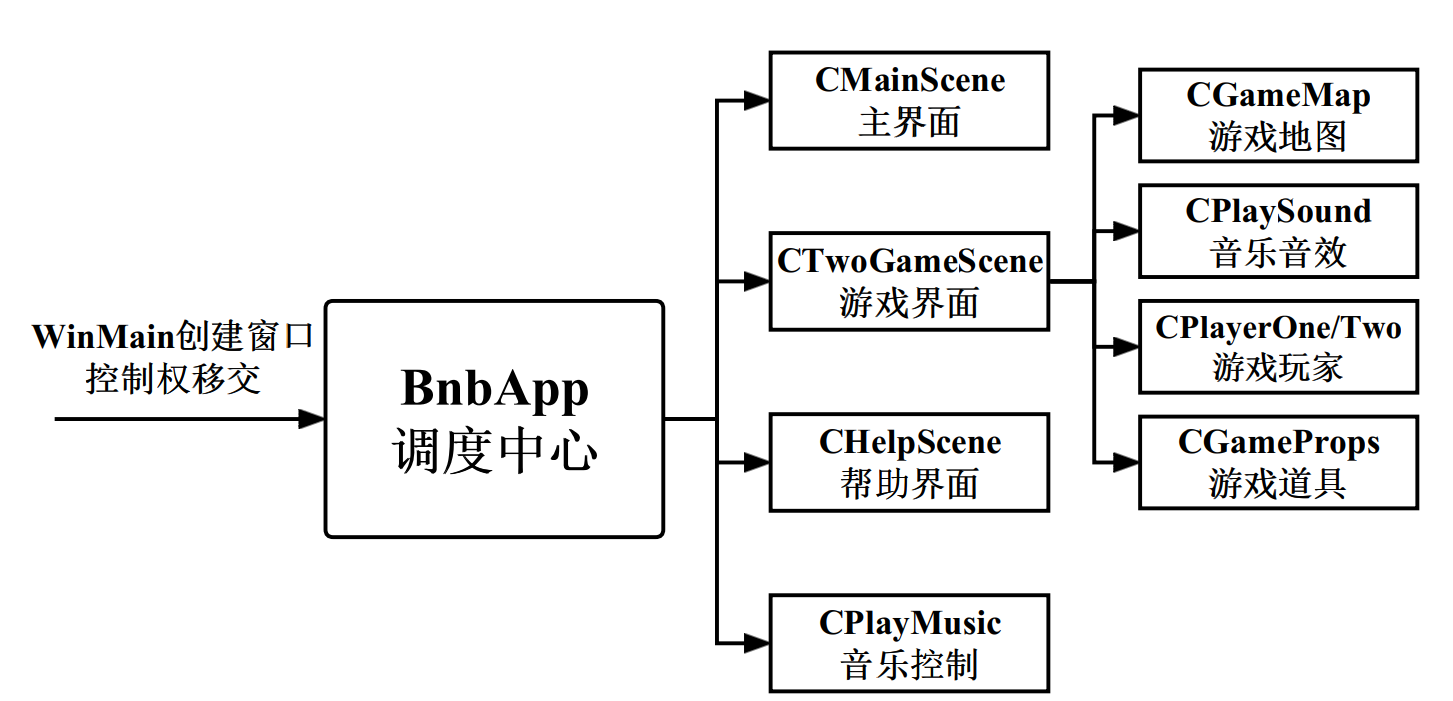 WinMain创建窗口
控制权移交
BnbApp
调度中心
CMainScene
主界面
CTwoGameScene
游戏界面
CHelpScene
帮助界面
CPlayMusic
音乐控制
CGameMap
游戏地图
CPlaySound
音乐音效
CPlayerOne/Two
游戏玩家
CGameProps
游戏道具